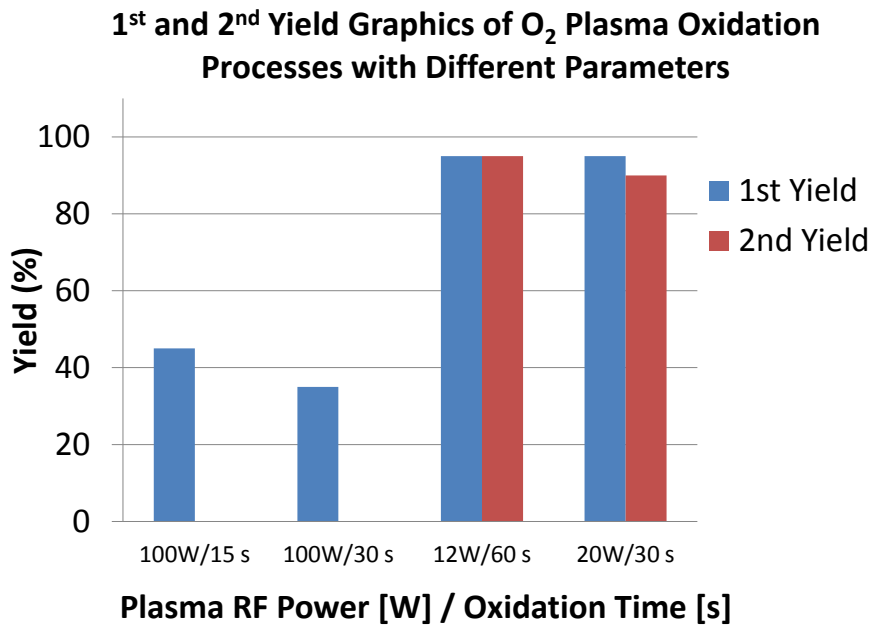 1st and 2nd Yield Graphics of O2 Plasma Oxidation
Processes with Different Parameters
Yield (%)
100
80
60
40
20
0
100W/15 s
100W/30 s
12W/60 s
20W/30 s
Plasma RF Power [W] / Oxidation Time [s]
1st Yield
2nd Yield